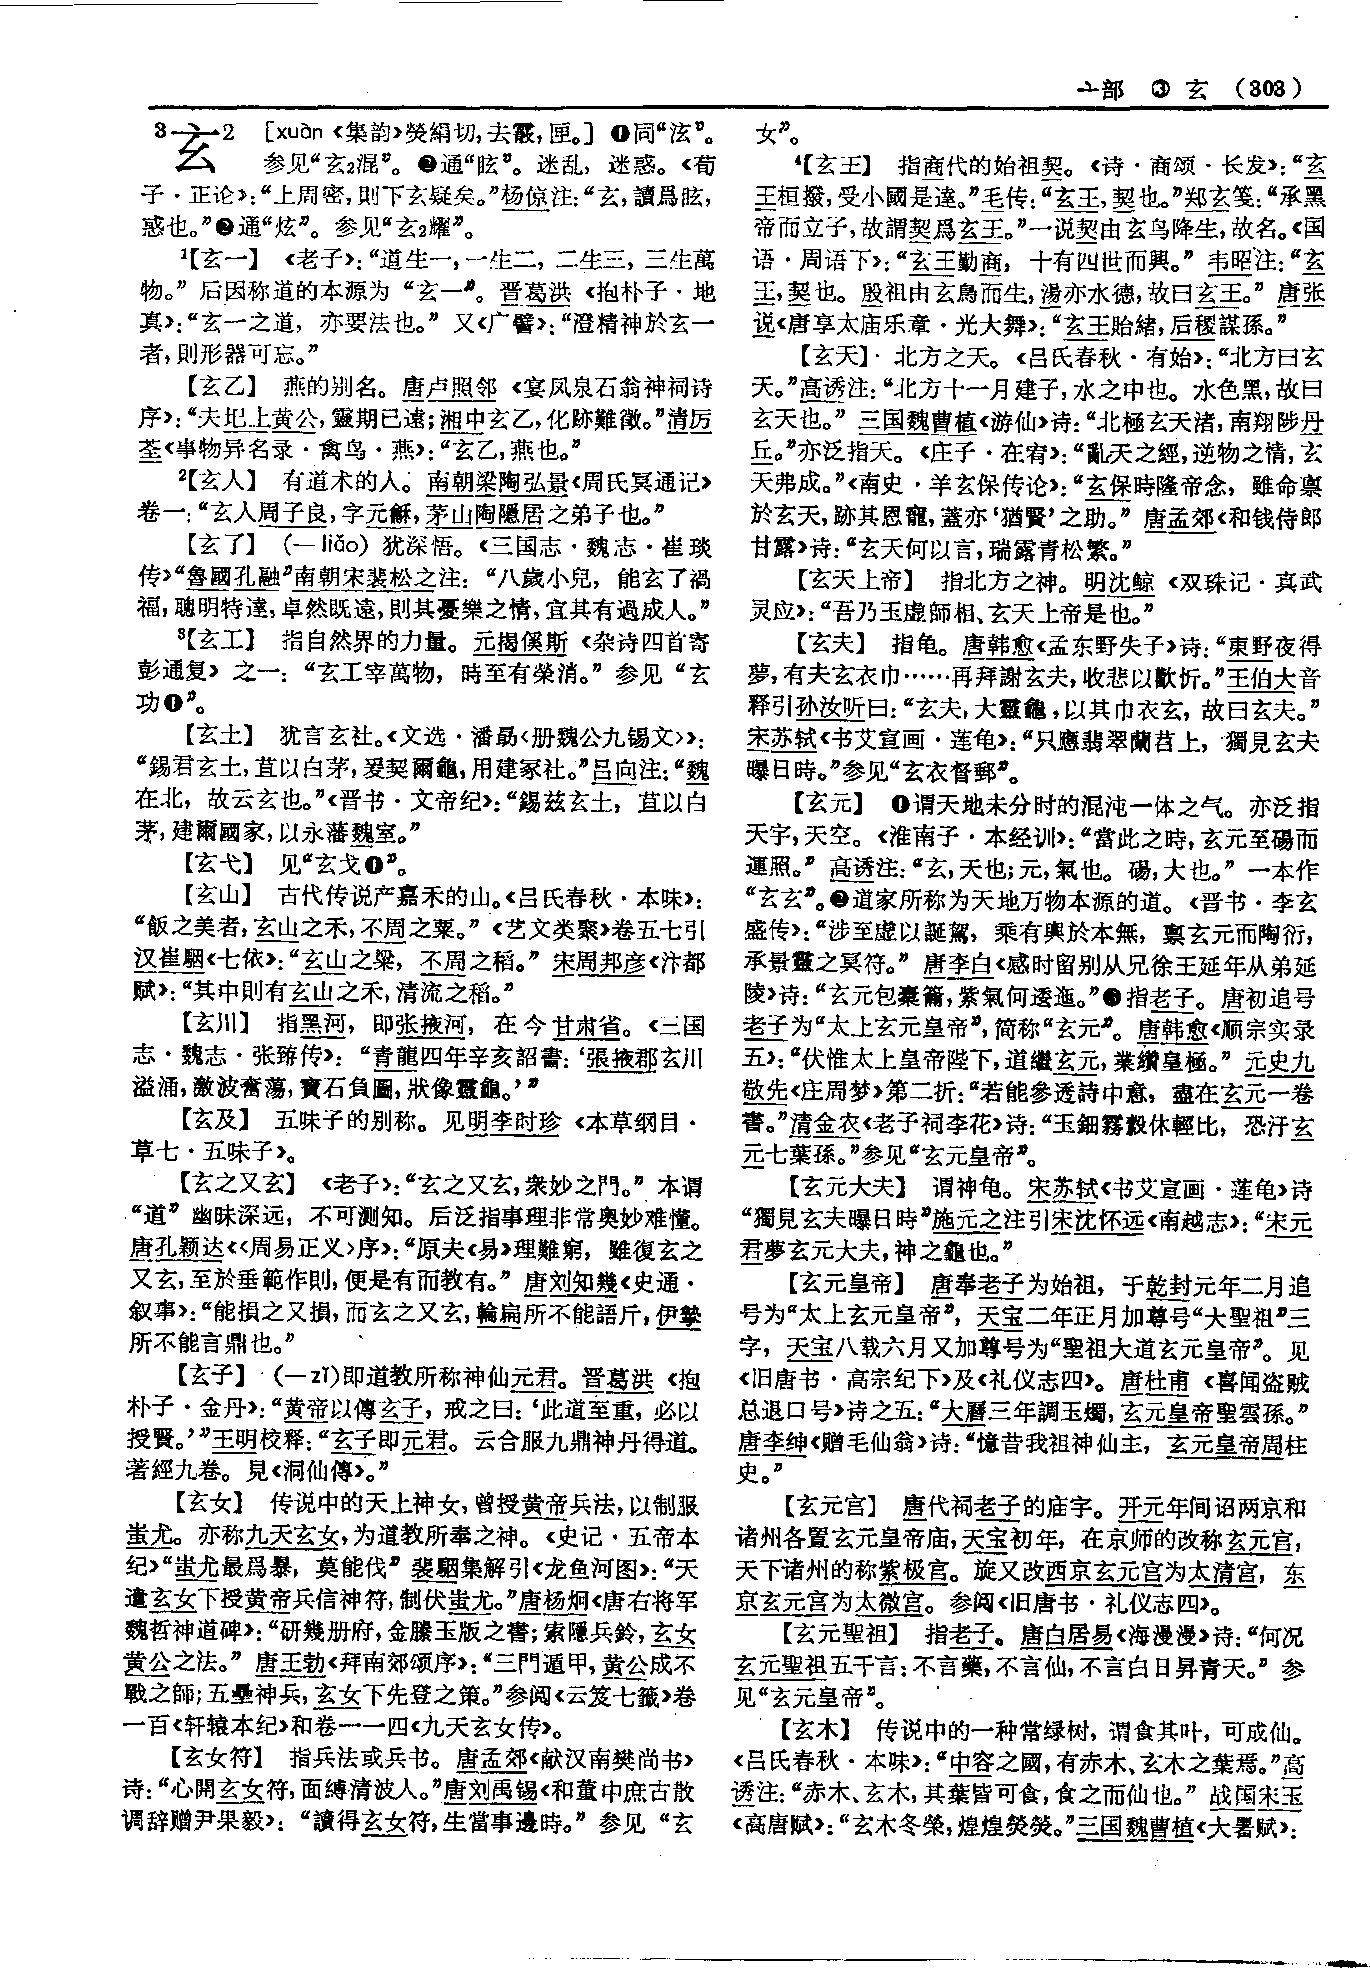 亠部 ③ 玄 (303)
3玄2 [xuàn《集韵》熒絹切,去霰,匣。]❶同“泫”。
参见“玄2混”。❷通“眩”。迷乱,迷惑。《荀
子·正论》:“上周密,則下玄疑矣。”杨倞注:“玄,讀爲眩,
惑也。”❷通“炫”。参见“玄2耀”。
1【玄一】 《老子》:“道生一,一生二,二生三,三生萬
物。”后因称道的本源为“玄一”。晋葛洪《抱朴子·地
真》:“玄一之道,亦要法也。”又《广譬》:“澄精神於玄一
者,則形器可忘。”
【玄乙】 燕的别名。唐卢照邻《宴凤泉石翁神祠诗
序》:“夫圯上黄公,靈期已遠;湘中玄乙,化跡難徵。”清厉
荃《事物异名录·禽鸟·燕》:“玄乙,燕也。”
2【玄人】 有道术的人。南朝梁陶弘景《周氏冥通记》
卷一:“玄人周子良,字元龢,茅山陶隱居之弟子也。”
【玄了】 (—liǎo)犹深悟。《三国志·魏志·崔琰
传》“魯國孔融”南朝宋裴松之注:“八歲小兒,能玄了禍
福,聰明特達,卓然既遠,則其憂樂之情,宜其有過成人。”
3【玄工】 指自然界的力量。元揭傒斯《杂诗四首寄
彭通复》之一:“玄工宰萬物,時至有榮消。”参见“玄
功❶”。
【玄土】 犹言玄社。《文选·潘勗〈册魏公九锡文〉》:
“錫君玄土,苴以白茅,爰契爾龜,用建冢社。”吕向注:“魏
在北,故云玄也。”《晋书·文帝纪》:“錫茲玄土,苴以白
茅,建爾國家,以永藩魏室。”
【玄弋】 见“玄戈❶”。
【玄山】 古代传说产嘉禾的山。《吕氏春秋·本味》:
“飯之美者,玄山之禾,不周之粟。”《艺文类聚》卷五七引
汉崔駰《七依》:“玄山之粱,不周之稻。”宋周邦彦《汴都
赋》:“其中則有玄山之禾,清流之稻。”
【玄川】 指黑河,即张掖河,在今甘肃省。《三国
志·魏志·张臶传》:“青龍四年辛亥詔書:‘張掖郡玄川
溢涌,激波奮蕩,寶石負圖,狀像靈龜。’”
【玄及】 五味子的别称。见明李时珍《本草纲目·
草七·五味子》。
【玄之又玄】 《老子》:“玄之又玄,衆妙之門。”本谓
“道”幽昧深远,不可测知。后泛指事理非常奥妙难懂。
唐孔颖达《〈周易正义〉序》:“原夫《易》理難窮,雖復玄之
又玄,至於垂範作則,便是有而教有。”唐刘知幾《史通·
叙事》:“能損之又損,而玄之又玄,輪扁所不能語斤,伊摯
所不能言鼎也。”
【玄子】 (—zǐ)即道教所称神仙元君。晋葛洪《抱
朴子·金丹》:“黄帝以傳玄子,戒之曰:‘此道至重,必以
授賢。’”王明校释:“玄子即元君。云合服九鼎神丹得道。
著經九卷。見《洞仙傳》。”
【玄女】 传说中的天上神女,曾授黄帝兵法,以制服
蚩尤。亦称九天玄女,为道教所奉之神。《史记·五帝本
纪》“蚩尤最爲暴,莫能伐”裴駰集解引《龙鱼河图》:“天
遣玄女下授黄帝兵信神符,制伏蚩尤。”唐杨炯《唐右将军
魏哲神道碑》:“研幾册府,金縢玉版之書;索隱兵鈐,玄女
黄公之法。”唐王勃《拜南郊颂序》:“三門遁甲,黄公成不
戰之師;五壘神兵,玄女下先登之策。”参阅《云笈七籤》卷
一百《轩辕本纪》和卷一一四《九天玄女传》。
【玄女符】 指兵法或兵书。唐孟郊《献汉南樊尚书》
诗:“心開玄女符,面縛清波人。”唐刘禹锡《和董中庶古散
调辞赠尹果毅》:“讀得玄女符,生當事邊時。”参见“玄
女”。
4【玄王】 指商代的始祖契。《诗·商颂·长发》:“玄
王桓撥,受小國是達。”毛传:“玄王,契也。”郑玄笺:“承黑
帝而立子,故謂契爲玄王。”一说契由玄鸟降生,故名。《国
语·周语下》:“玄王勤商,十有四世而興。”韦昭注:“玄
王,契也。殷祖由玄鳥而生,湯亦水德,故曰玄王。”唐张
说《唐享太庙乐章·光大舞》:“玄王貽緒,后稷謀孫。”
【玄天】 北方之天。《吕氏春秋·有始》:“北方曰玄
天。”高诱注:“北方十一月建子,水之中也。水色黑,故曰
玄天也。”三国魏曹植《游仙》诗:“北極玄天渚,南翔陟丹
丘。”亦泛指天。《庄子·在宥》:“亂天之經,逆物之情,玄
天弗成。”《南史·羊玄保传论》:“玄保時隆帝念,雖命禀
於玄天,跡其恩寵,蓋亦‘猶賢’之助。”唐孟郊《和钱侍郎
甘露》诗:“玄天何以言,瑞露青松繁。”
【玄天上帝】 指北方之神。明沈鲸《双珠记·真武
灵应》:“吾乃玉虚師相、玄天上帝是也。”
【玄夫】 指龟。唐韩愈《孟东野失子》诗:“東野夜得
夢,有夫玄衣巾……再拜謝玄夫,收悲以歡忻。”王伯大音
释引孙汝听曰:“玄夫,大靈龜,以其巾衣玄,故曰玄夫。”
宋苏轼《书艾宣画·莲龟》:“只應翡翠蘭苕上,獨見玄夫
曝日時。”参见“玄衣督郵”。
【玄元】 ❶谓天地未分时的混沌一体之气。亦泛指
天宇,天空。《淮南子·本经训》:“當此之時,玄元至碭而
運照。”高诱注:“玄,天也;元,氣也。碭,大也。”一本作
“玄玄”。❷道家所称为天地万物本源的道。《晋书·李玄
盛传》:“涉至虚以誕駕,乘有輿於本無,禀玄元而陶衍,
承景靈之冥符。”唐李白《感时留别从兄徐王延年从弟延
陵》诗:“玄元包橐籥,紫氣何逶迤。”❸指老子。唐初追号
老子为“太上玄元皇帝”,简称“玄元”。唐韩愈《顺宗实录
五》:“伏惟太上皇帝陛下,道繼玄元,業纘皇極。”元史九
敬先《庄周梦》第二折:“若能參透詩中意,盡在玄元一卷
書。”清金农《老子祠李花》诗:“玉鈿霧縠休輕比,恐汙玄
元七葉孫。”参见“玄元皇帝”。
【玄元大夫】 谓神龟。宋苏轼《书艾宣画·莲龟》诗
“獨見玄夫曝日時”施元之注引宋沈怀远《南越志》:“宋元
君夢玄元大夫,神之龜也。”
【玄元皇帝】 唐奉老子为始祖,于乾封元年二月追
号为“太上玄元皇帝”,天宝二年正月加尊号“大聖祖”三
字,天宝八载六月又加尊号为“聖祖大道玄元皇帝”。见
《旧唐书·高宗纪下》及《礼仪志四》。唐杜甫《喜闻盗贼
总退口号》诗之五:“大曆三年調玉燭,玄元皇帝聖雲孫。”
唐李绅《赠毛仙翁》诗:“憶昔我祖神仙主,玄元皇帝周柱
史。”
【玄元宫】 唐代祠老子的庙宇。开元年间诏两京和
诸州各置玄元皇帝庙,天宝初年,在京师的改称玄元宫,
天下诸州的称紫极宫。旋又改西京玄元宫为太清宫,东
京玄元宫为太微宫。参阅《旧唐书·礼仪志四》。
【玄元聖祖】 指老子。唐白居易《海漫漫》诗:“何况
玄元聖祖五千言:不言藥,不言仙,不言白日昇青天。”参
见“玄元皇帝”。
【玄木】 传说中的一种常绿树,谓食其叶,可成仙。
《吕氏春秋·本味》:“中容之國,有赤木、玄木之葉焉。”高
诱注:“赤木、玄木,其葉皆可食,食之而仙也。”战国宋玉
《高唐赋》:“玄木冬榮,煌煌熒熒。”三国魏曹植《大暑赋》: